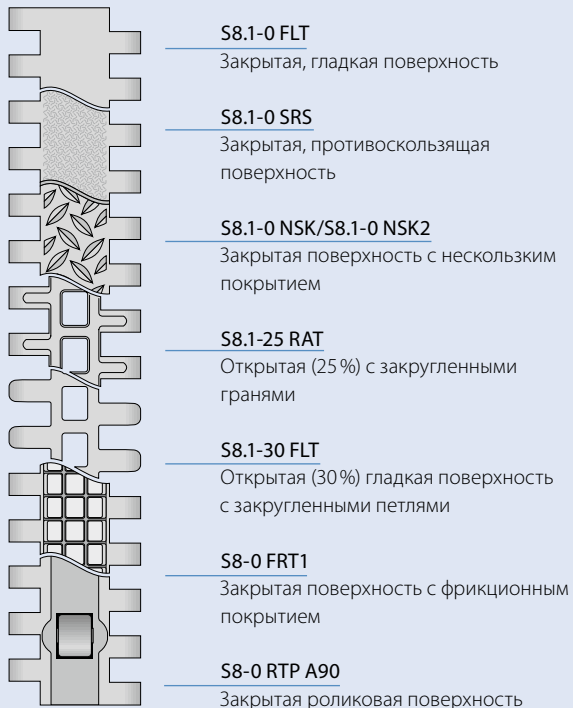 S8.1-0 FLT
Закрытая, гладкая поверхность
S8.1-0 SRS
Закрытая, противоскользящая
поверхность
S8.1-0 NSK/S8.1-0 NSK2
Закрытая поверхность с нескользким
покрытием
S8.1-25 RAT
Открытая (25 %) с закругленными
гранями
S8.1-30 FLT
Открытая (30 %) гладкая поверхность
с закругленными петлями
S8-0 FRT1
Закрытая поверхность с фрикционным
покрытием
S8-0 RTP A90
Закрытая роликовая поверхность